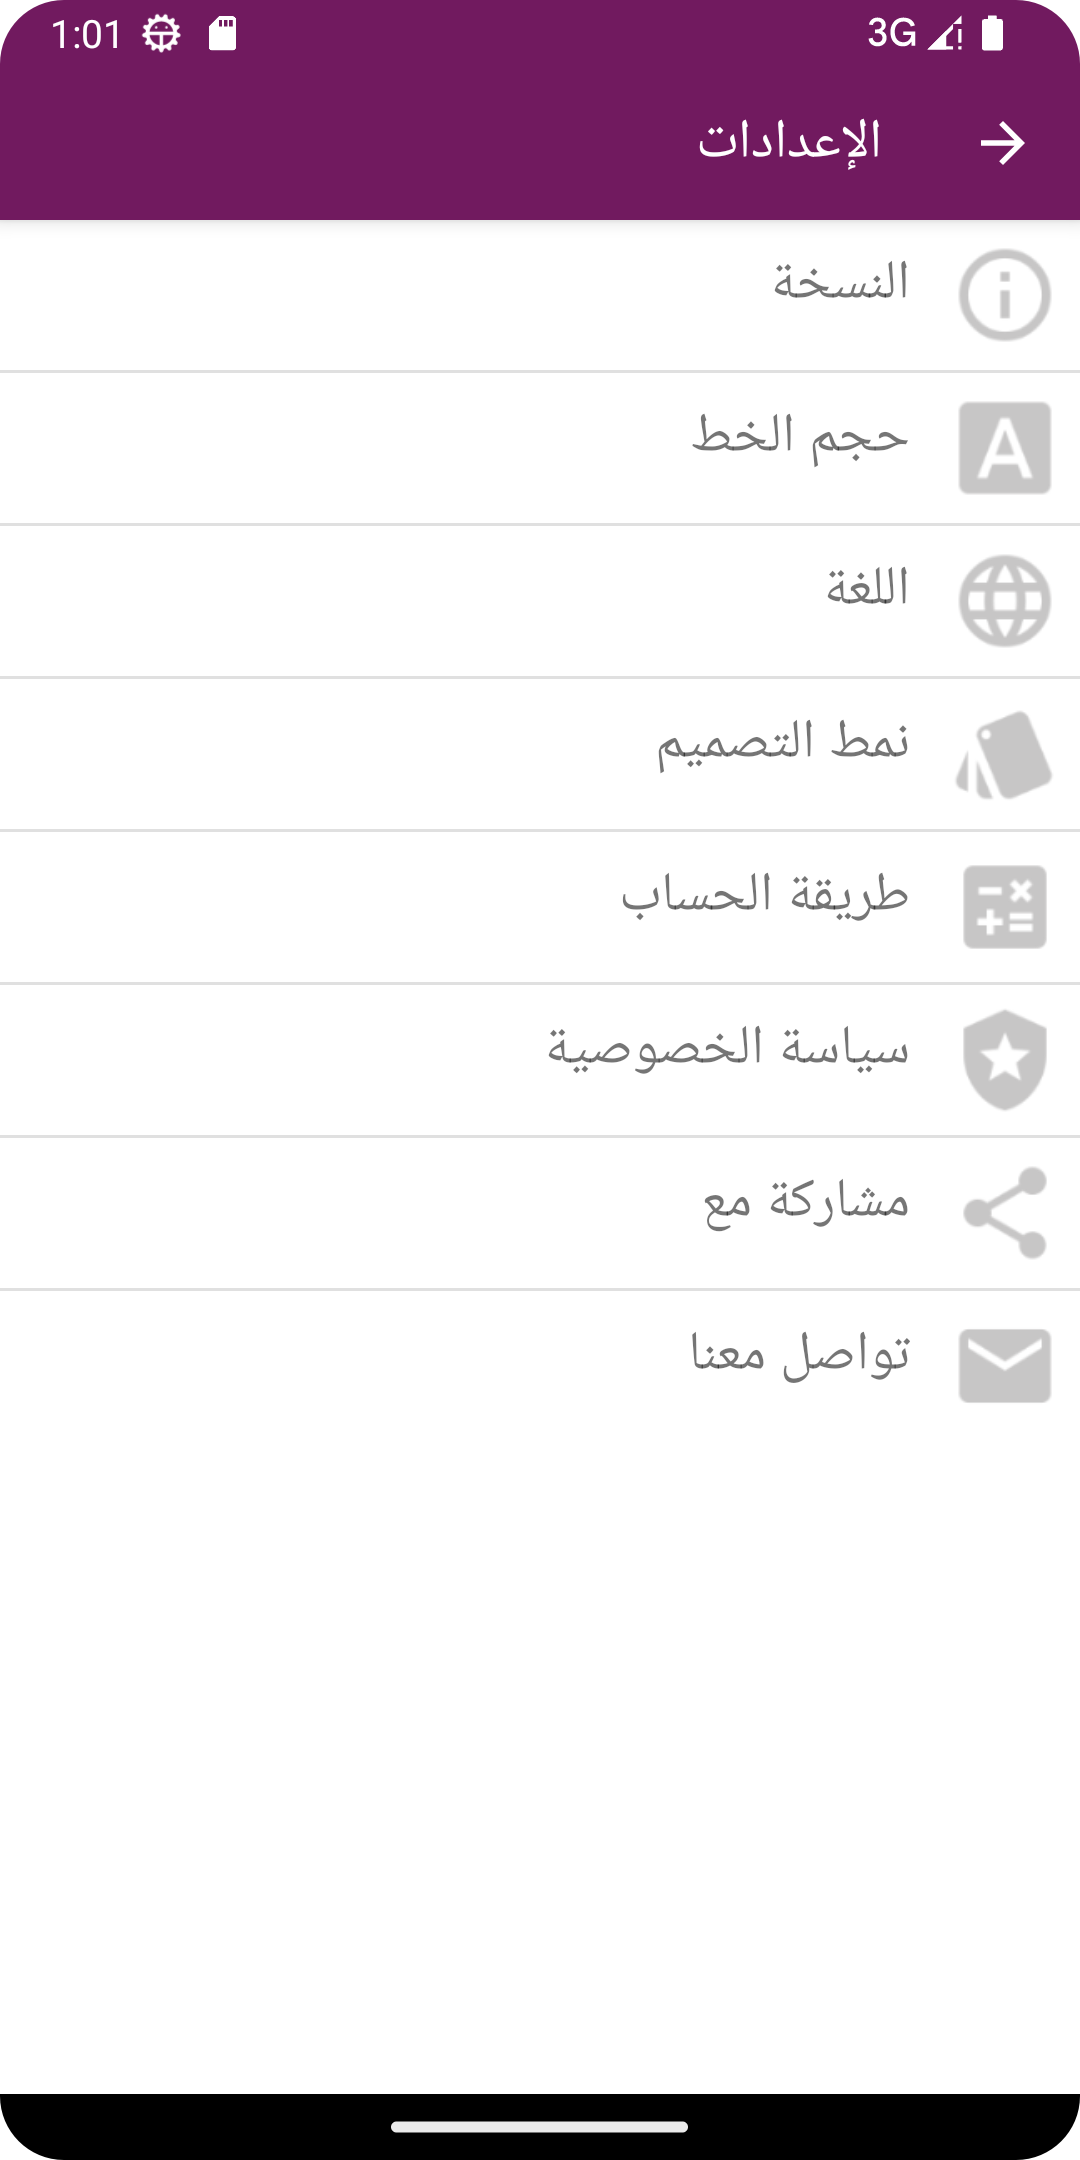 1:01 3G
الإعدادات
النسخة
حجم الخط
A
اللغة
نمط التصميم
طريقة الحساب
سياسة الخصوصية
مشاركة مع
تواصل معنا